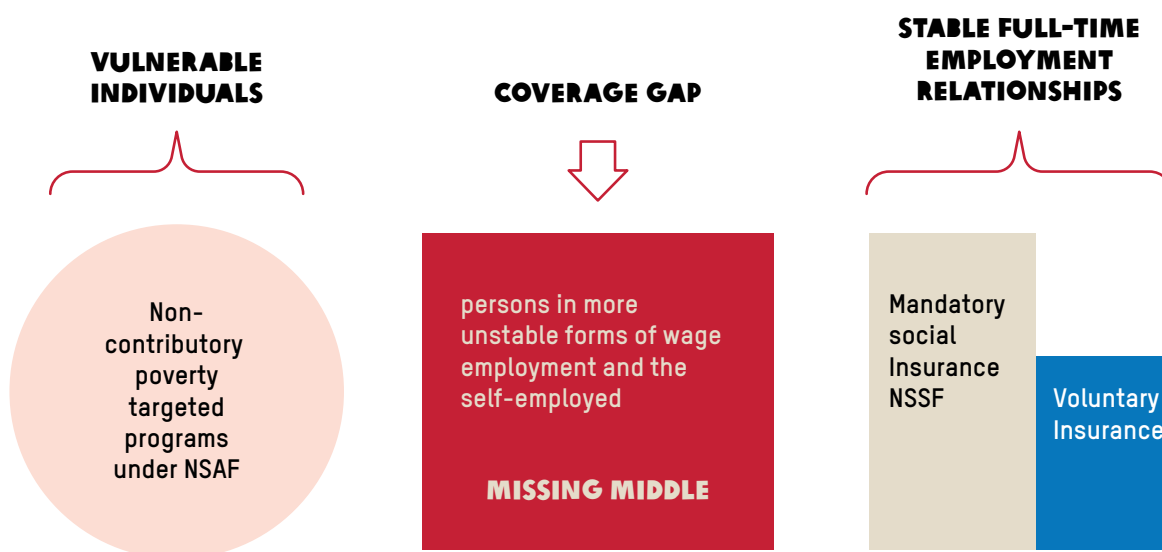 VULNERABLE
INDIVIDUALS
Non-
contributory
poverty
targeted
programs
under NSAF
COVERAGE GAP
persons in more
unstable forms of wage
employment and the
self-employed
MISSING MIDDLE
STABLE FULL-TIME
EMPLOYMENT
RELATIONSHIPS
Mandatory
social
Insurance
NSSF
Voluntary
Insurance